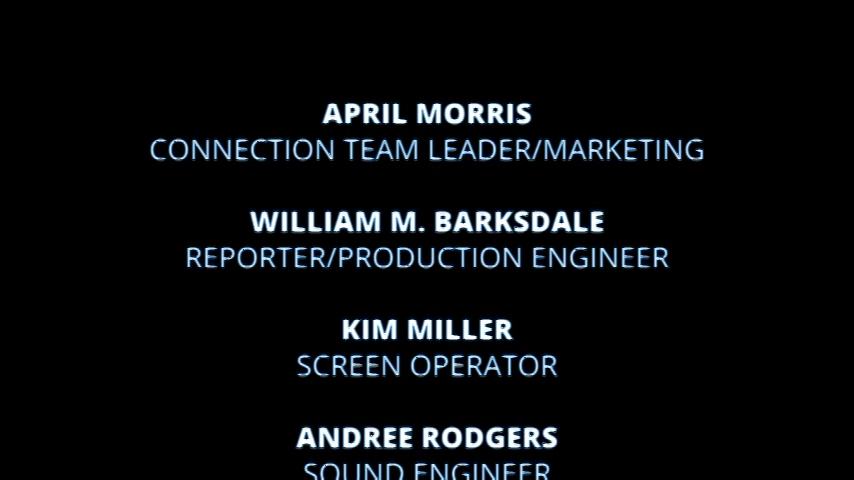 APRIL MORRIS
CONNECTION TEAM LEADER/MARKETING
WILLIAM M. BARKSDALE
REPORTER/PRODUCTION ENGINEER
KIM MILLER
SCREEN OPERATOR
ANDREE RODGERS
SOUND ENGINEER